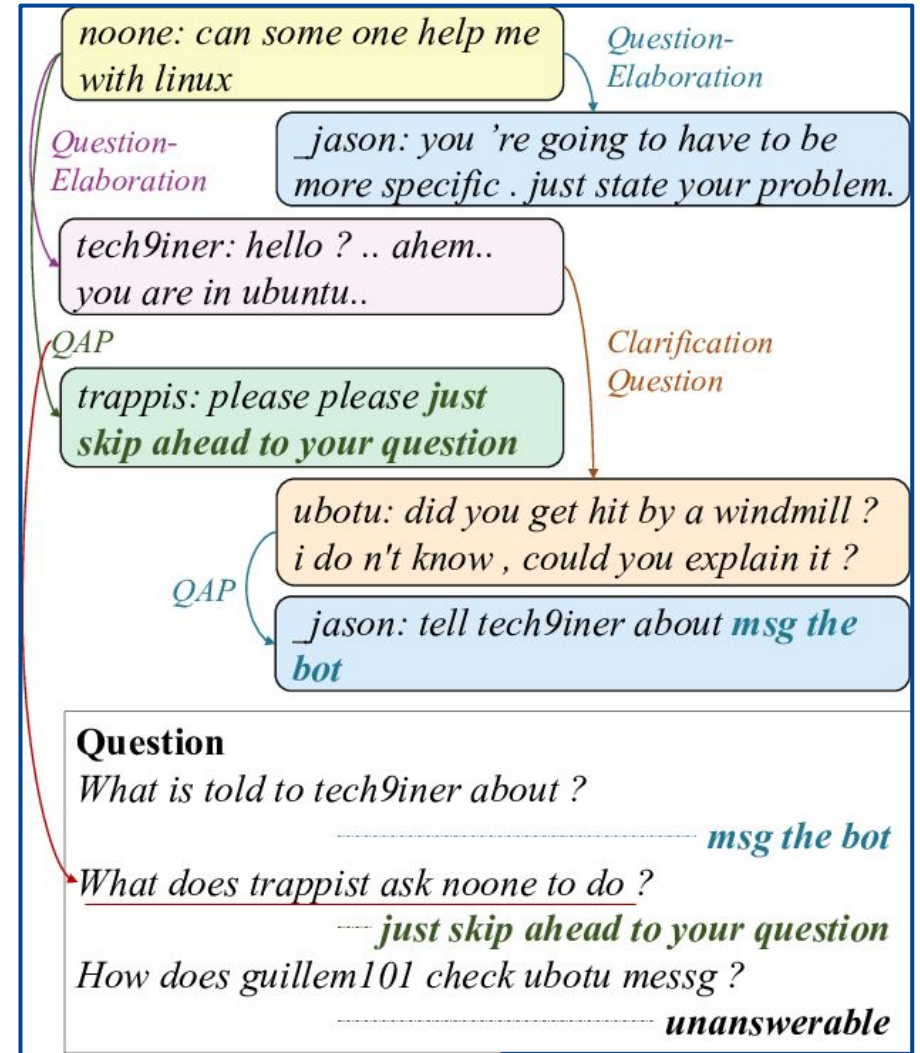 noone: can some one help me
with linux
Question-
Elaboration
_jason: you 're going to have to be
more specific . just state your problem.
Question-
Elaboration
tech9iner: hello ? .. ahem..
you are in ubuntu..
QAP
Clarification
Question
trappis: please please just
skip ahead to your question
ubotu: did you get hit by a windmill ?
i do n't know , could you explain it ?
QAP
_jason: tell tech9iner about msg the
bot
Question
What is told to tech9iner about ?
msg the bot
What does trappist ask noone to do ?
just skip ahead to your question
How does guillem101 check ubotu messg ?
unanswerable